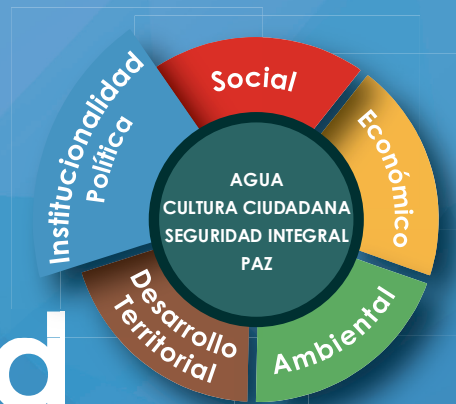 Institucionalidad
Política
Social
Económico
AGUA
CULTURA CIUDADANA
SEGURIDAD INTEGRAL
PAZ
Desarrollo
Territorial
Ambiental
d